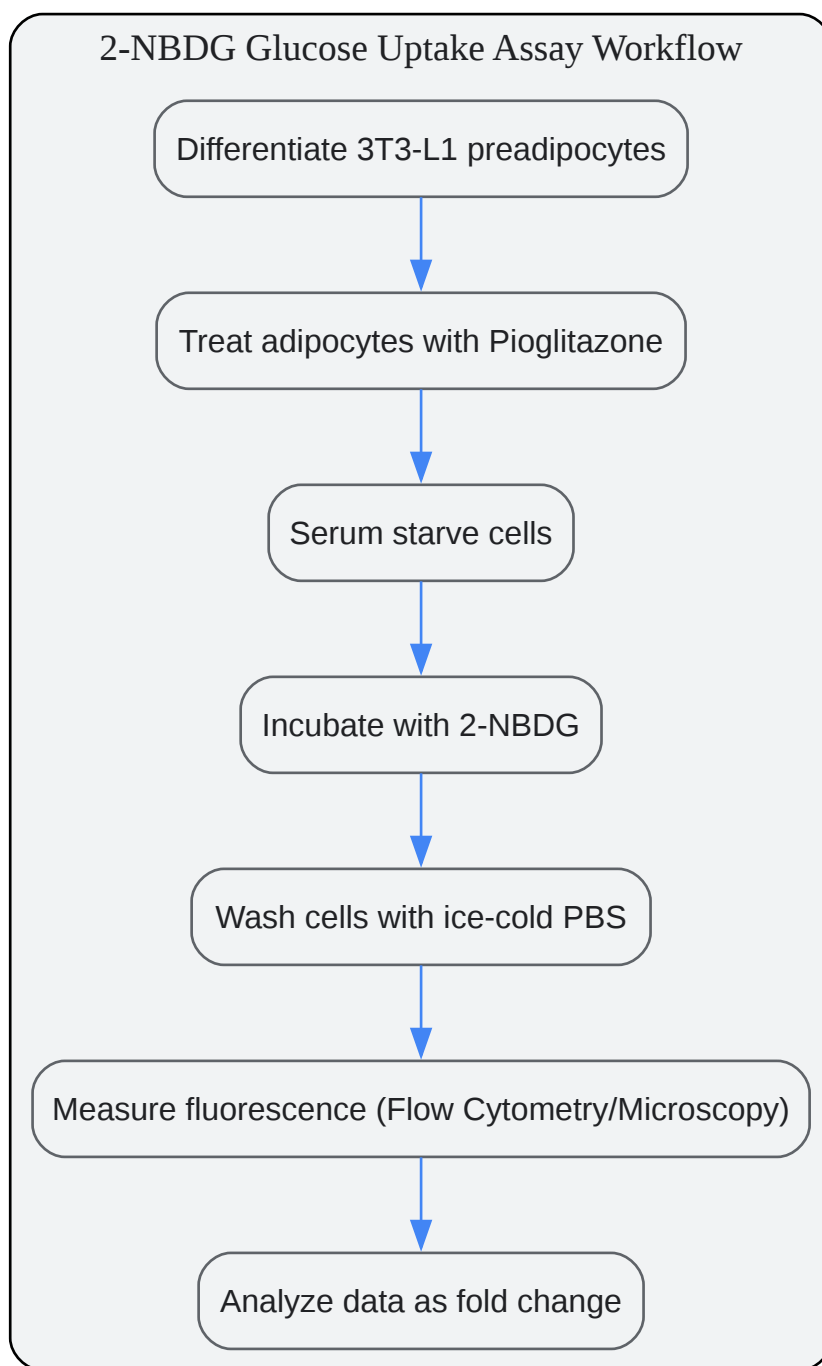 2-NBDG Glucose Uptake Assay Workflow
Differentiate 3T3-L1 preadipocytes
Treat adipocytes with Pioglitazone
Serum starve cells
Incubate with 2-NBDG
Wash cells with ice-cold PBS
Measure fluorescence (Flow Cytometry/Microscopy)
Analyze data as fold change